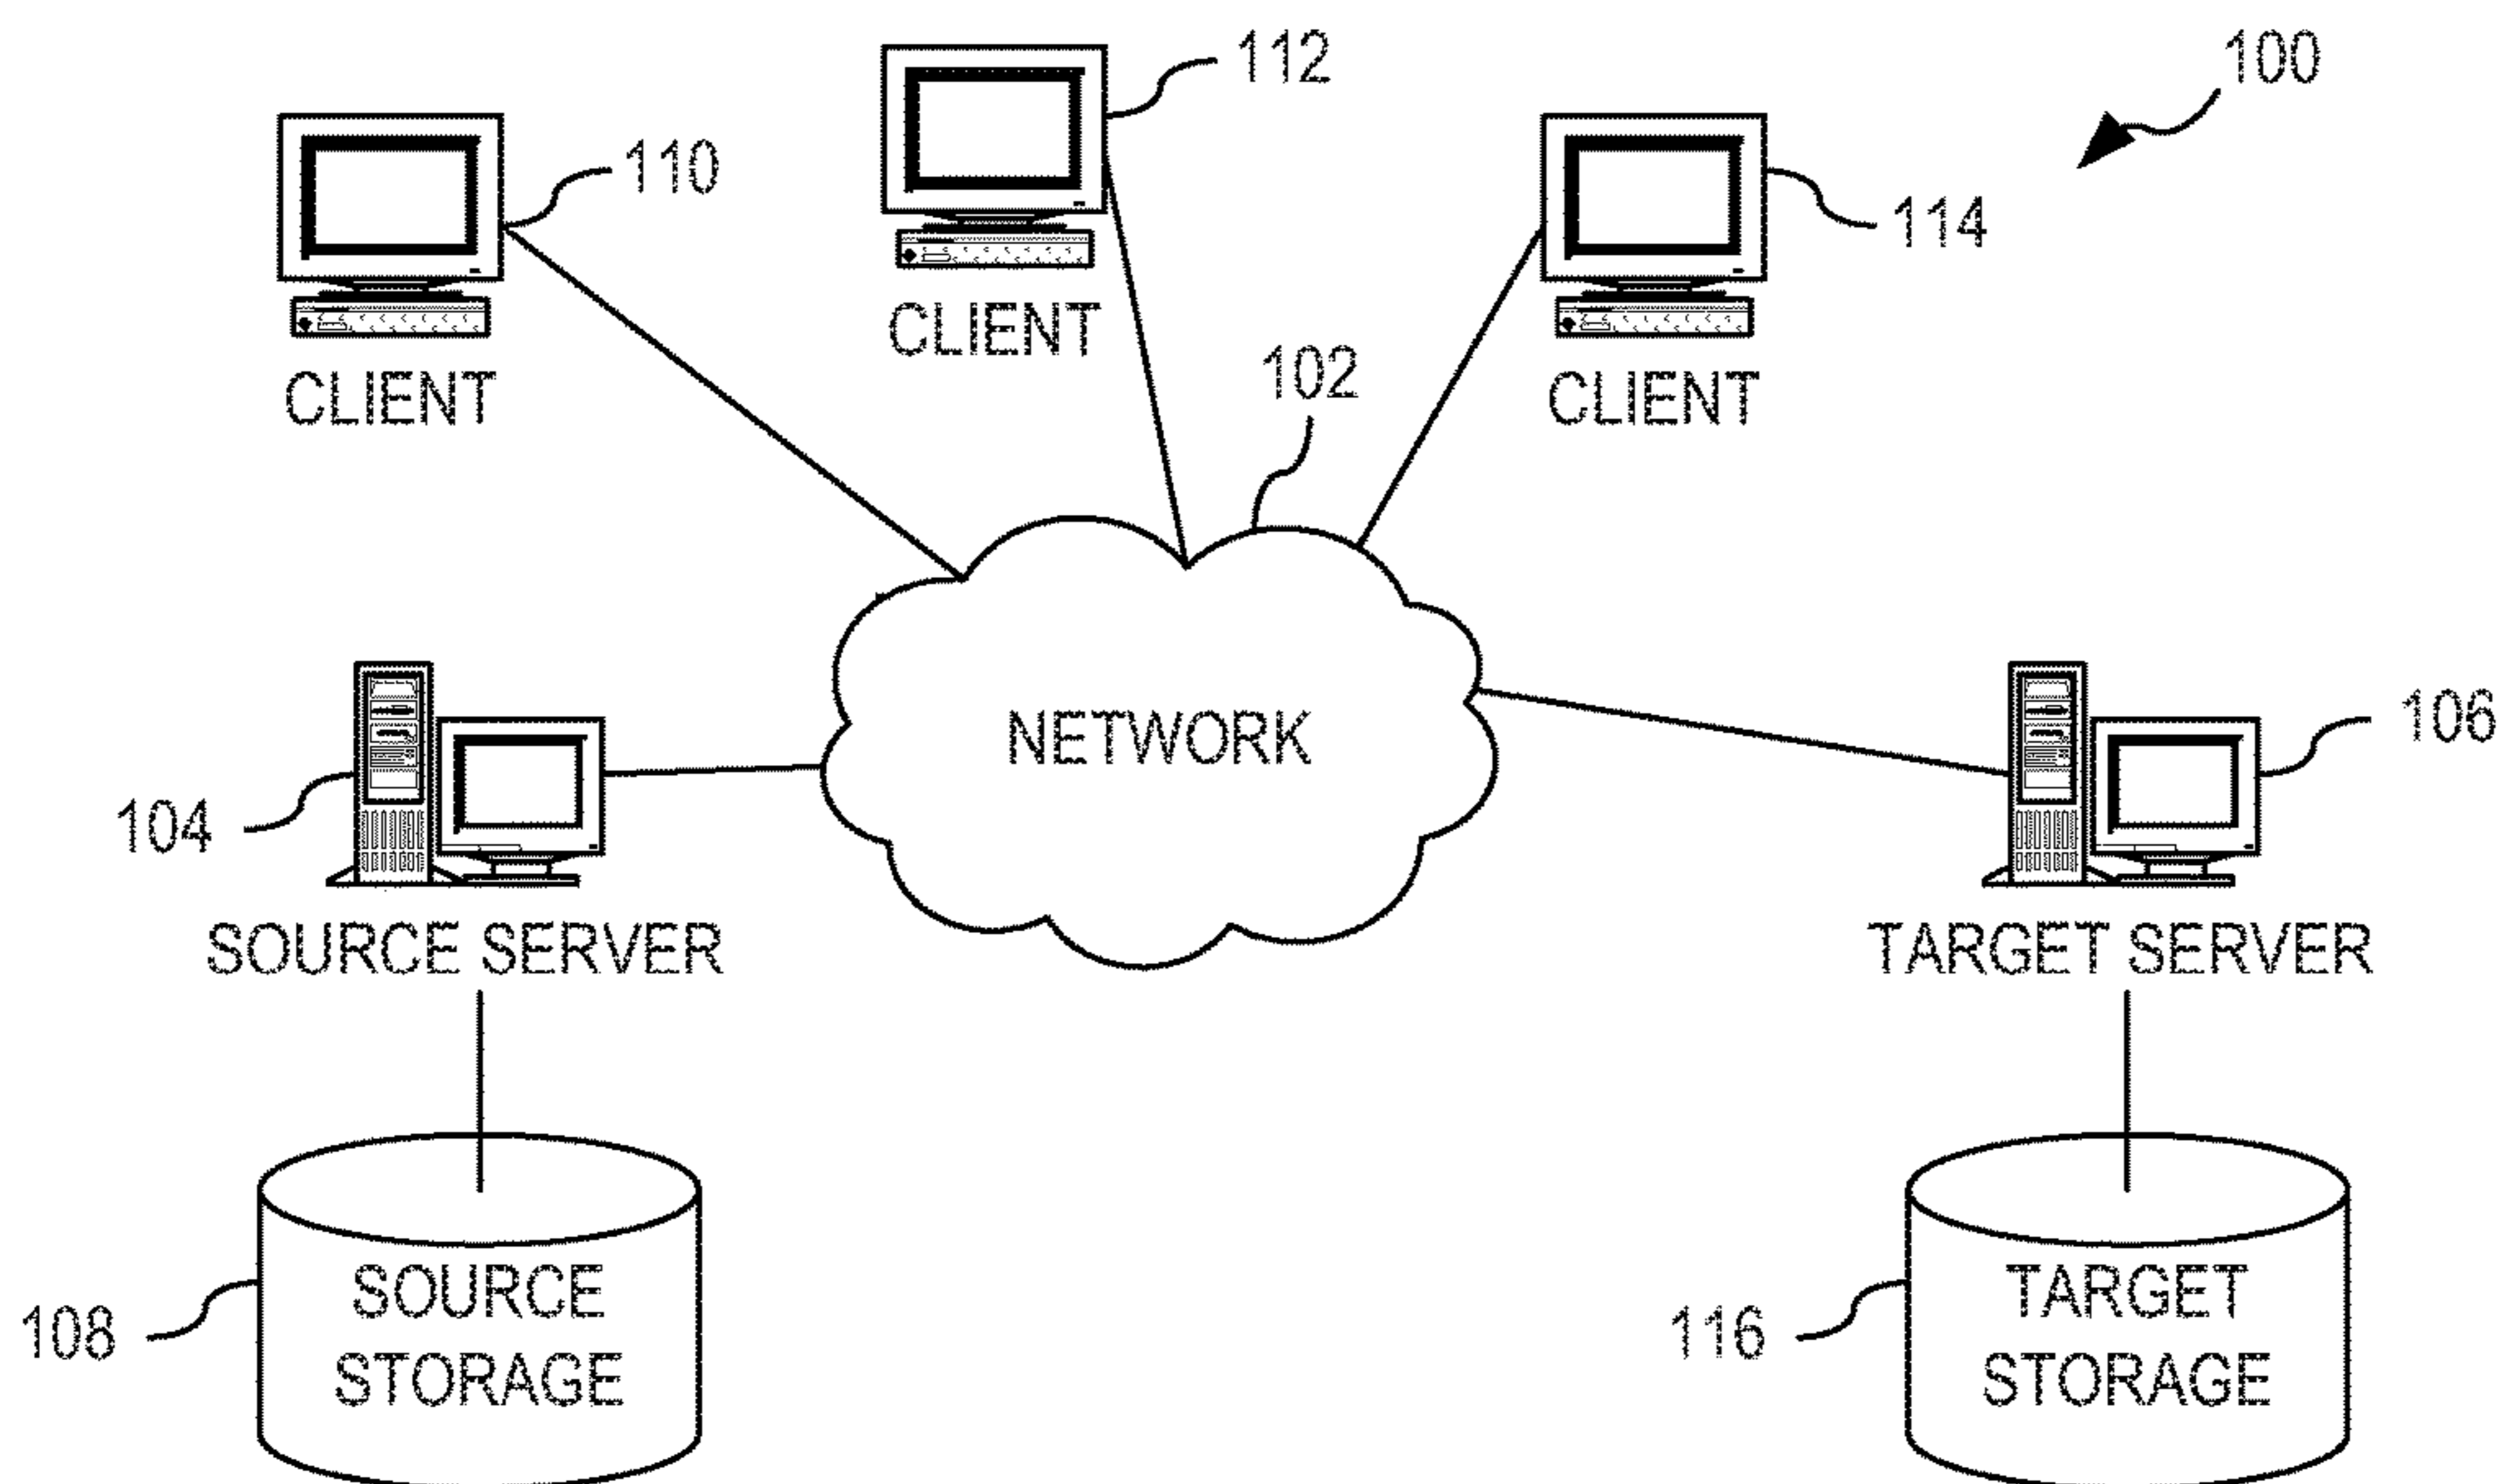 112
100
110
114
CLIENT
102
CLIENT
CLIENT
NETWORK
106
104
SOURCE SERVER
TARGET SERVER
SOURCE
STORAGE
108
TARGET
STORAGE
116